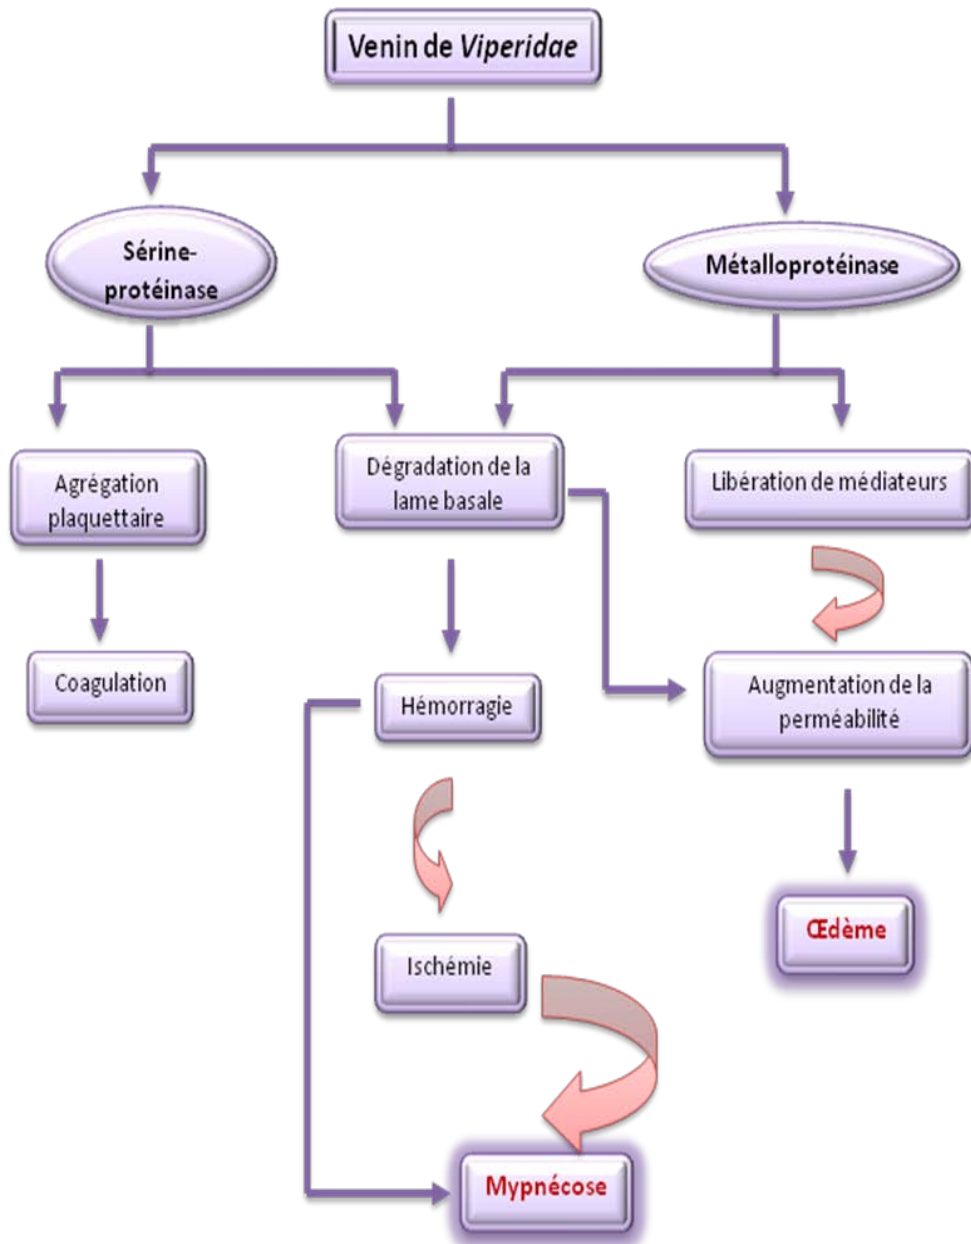 Venin de Viperidae
Sérine-
protéinase
Métalloprotéinase
Agrégation
plaquettaire
Dégradation de la
lame basale
Libération de médiateurs
Coagulation
Hémorragie
Augmentation de la
perméabilité
Ischémie
Œdème
Mypnécose